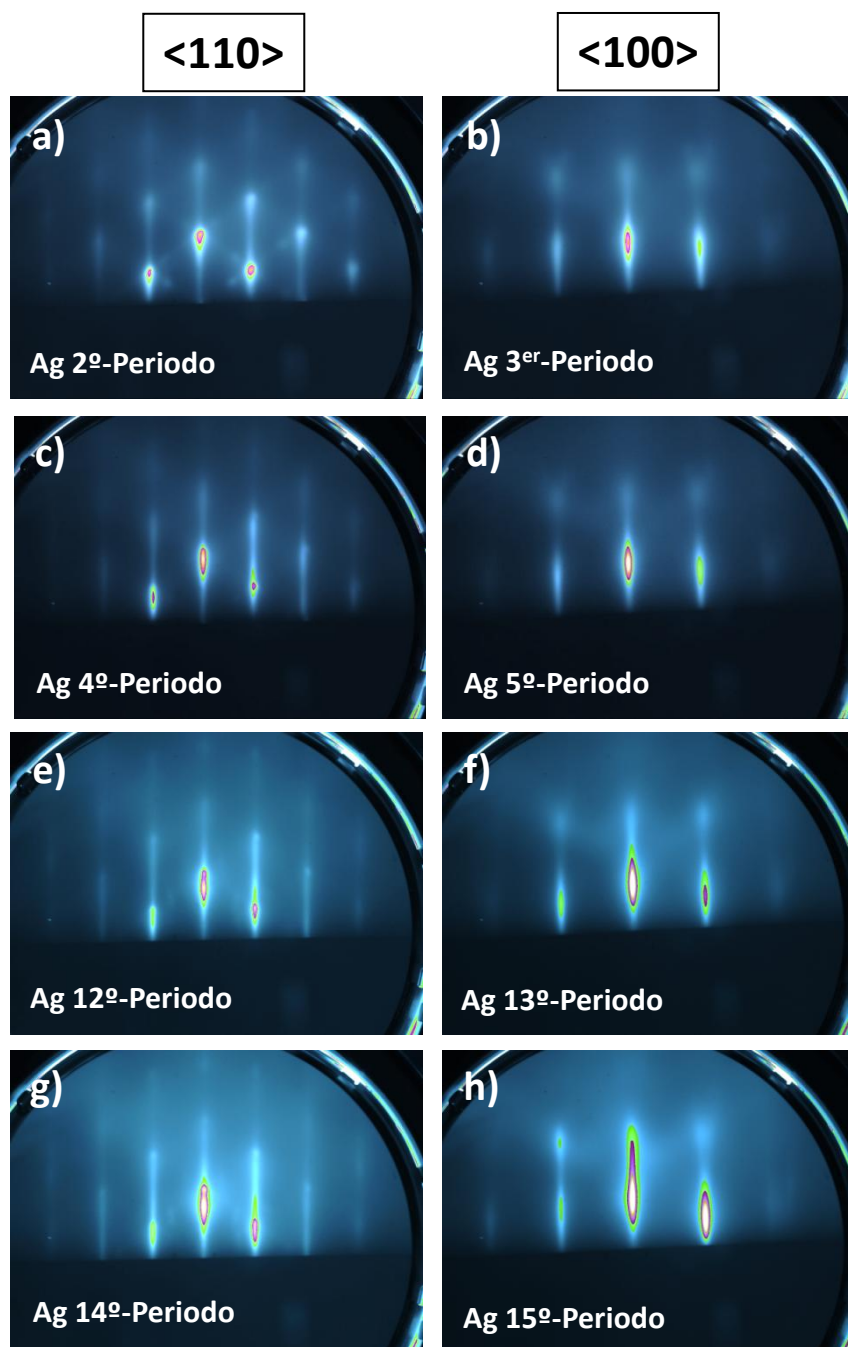 <110> <100>
a) b)
Ag 2º-Periodo Ag 3er-Periodo
c) d)
Ag 4º-Periodo Ag 5º-Periodo
e) f)
Ag 12º-Periodo Ag 13º-Periodo
g) h)
Ag 14º-Periodo Ag 15º-Periodo